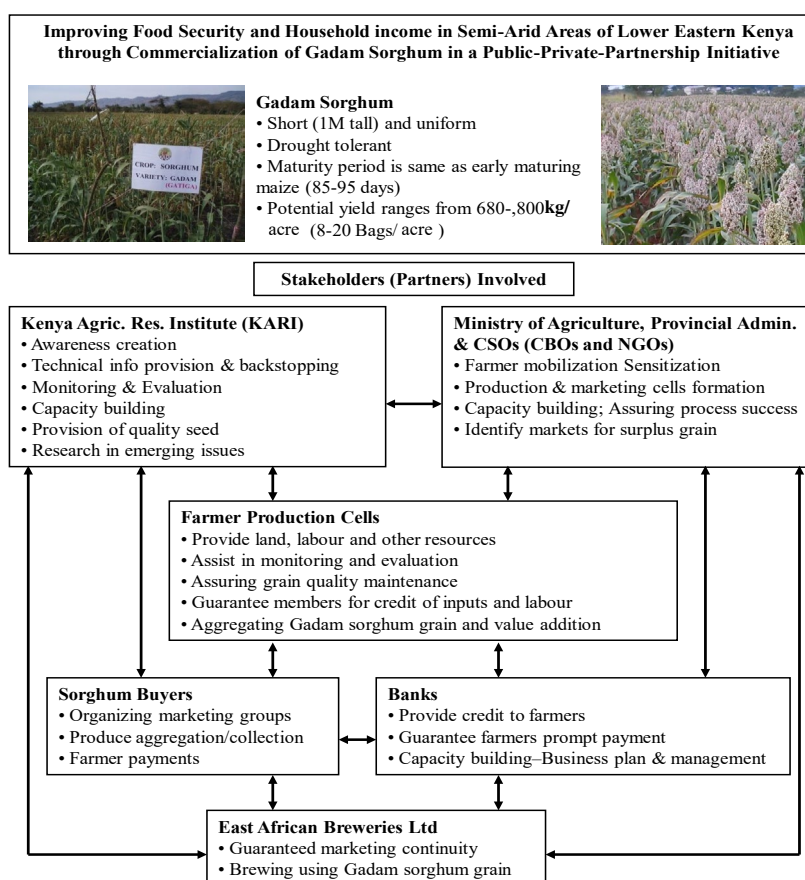 Improving Food Security and Household income in Semi-Arid Areas of Lower Eastern Kenya
through Commercialization of Gadam Sorghum in a Public-Private-Partnership Initiative
CROP: SORGHUM
VARIETY: GADAM
(GATIGA)
Gadam Sorghum
• Short (1M tall) and uniform
• Drought tolerant
• Maturity period is same as early maturing
maize (85-95 days)
• Potential yield ranges from 680-,800kg/
acre (8-20 Bags/ acre )
Stakeholders (Partners) Involved
Kenya Agric. Res. Institute (KARI)
• Awareness creation
• Technical info provision & backstopping
• Monitoring & Evaluation
• Capacity building
• Provision of quality seed
• Research in emerging issues
Ministry of Agriculture, Provincial Admin.
& CSOs (CBOs and NGOs)
• Farmer mobilization Sensitization
• Production & marketing cells formation
• Capacity building; Assuring process success
• Identify markets for surplus grain
Farmer Production Cells
• Provide land, labour and other resources
• Assist in monitoring and evaluation
• Assuring grain quality maintenance
• Guarantee members for credit of inputs and labour
• Aggregating Gadam sorghum grain and value addition
Sorghum Buyers
• Organizing marketing groups
• Produce aggregation/collection
• Farmer payments
Banks
• Provide credit to farmers
• Guarantee farmers prompt payment
• Capacity building–Business plan & management
East African Breweries Ltd
• Guaranteed marketing continuity
• Brewing using Gadam sorghum grain